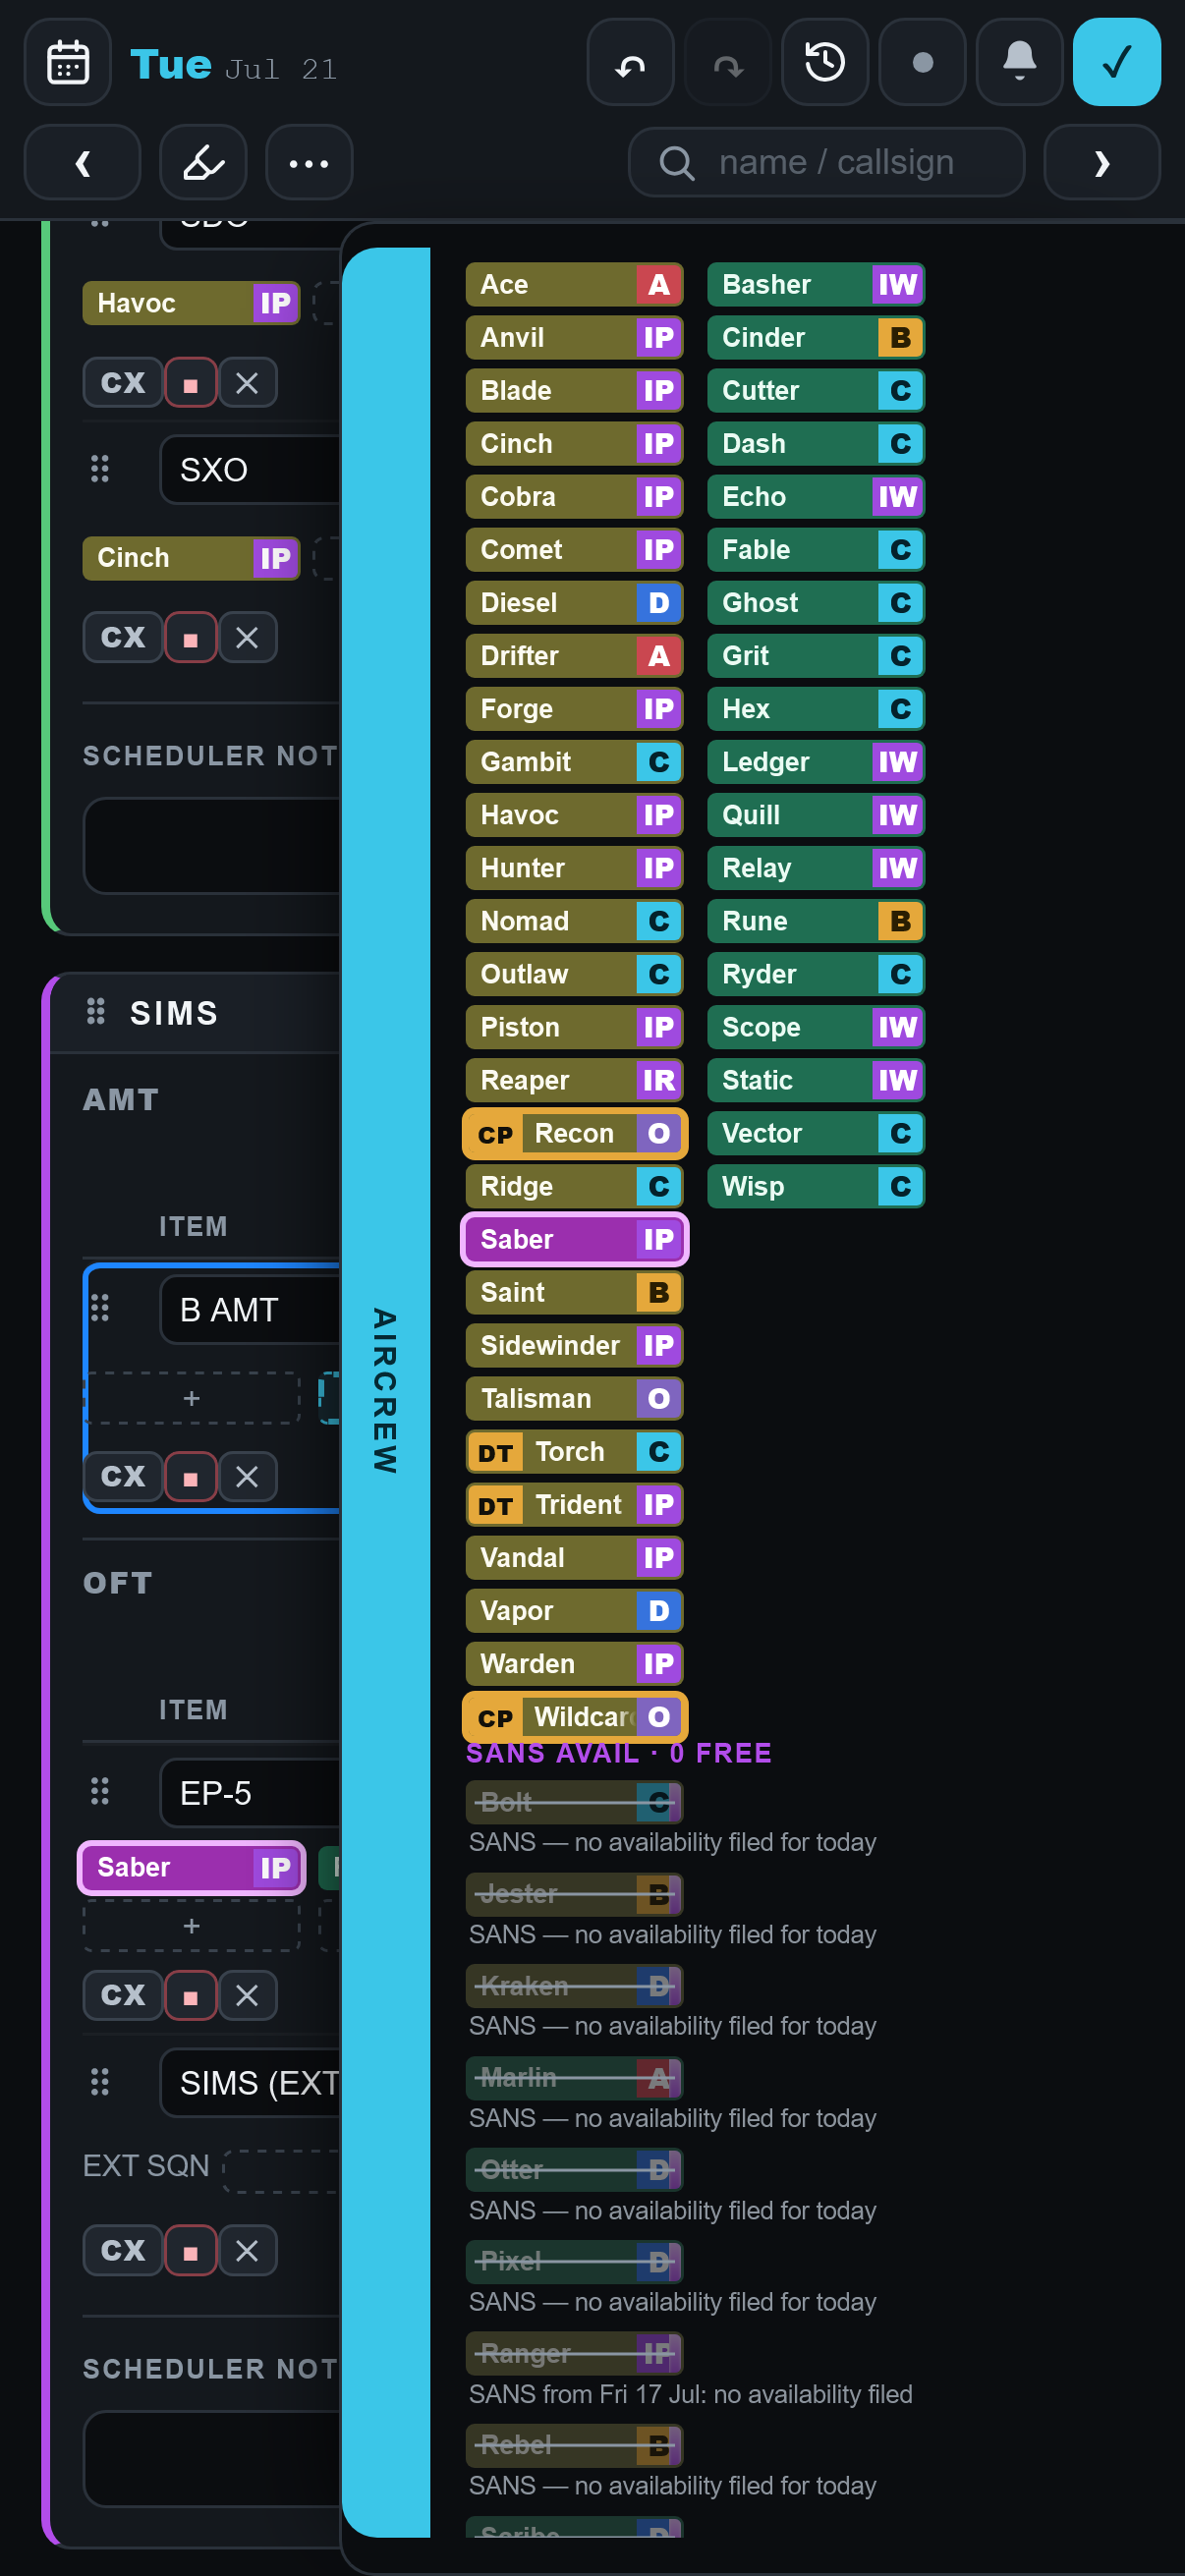 Tue Jul 21
name / callsign
Havoc IP
CX
SXO
Cinch IP
CX
SCHEDULER NOT
SIMS
AMT
ITEM
B AMT
+
CX
OFT
ITEM
EP-5
Saber IP
+
CX
SIMS (EXT
EXT SQN
CX
SCHEDULER NOT
AIRCREW
Ace A
Anvil IP
Blade IP
Cinch IP
Cobra IP
Comet IP
Diesel D
Drifter A
Forge IP
Gambit C
Havoc IP
Hunter IP
Nomad C
Outlaw C
Piston IP
Reaper IR
CP Recon O
Ridge C
Saber IP
Saint B
Sidewinder IP
Talisman O
DT Torch C
DT Trident IP
Vandal IP
Vapor D
Warden IP
CP Wildcard O
Basher IW
Cinder B
Cutter C
Dash C
Echo IW
Fable C
Ghost C
Grit C
Hex C
Ledger IW
Quill IW
Relay IW
Rune B
Ryder C
Scope IW
Static IW
Vector C
Wisp C
SANS AVAIL · 0 FREE
Bolt C
SANS — no availability filed for today
Jester B
SANS — no availability filed for today
Kraken D
SANS — no availability filed for today
Marlin A
SANS — no availability filed for today
Otter D
SANS — no availability filed for today
Pixel D
SANS — no availability filed for today
Ranger IP
SANS from Fri 17 Jul: no availability filed
Rebel B
SANS — no availability filed for today